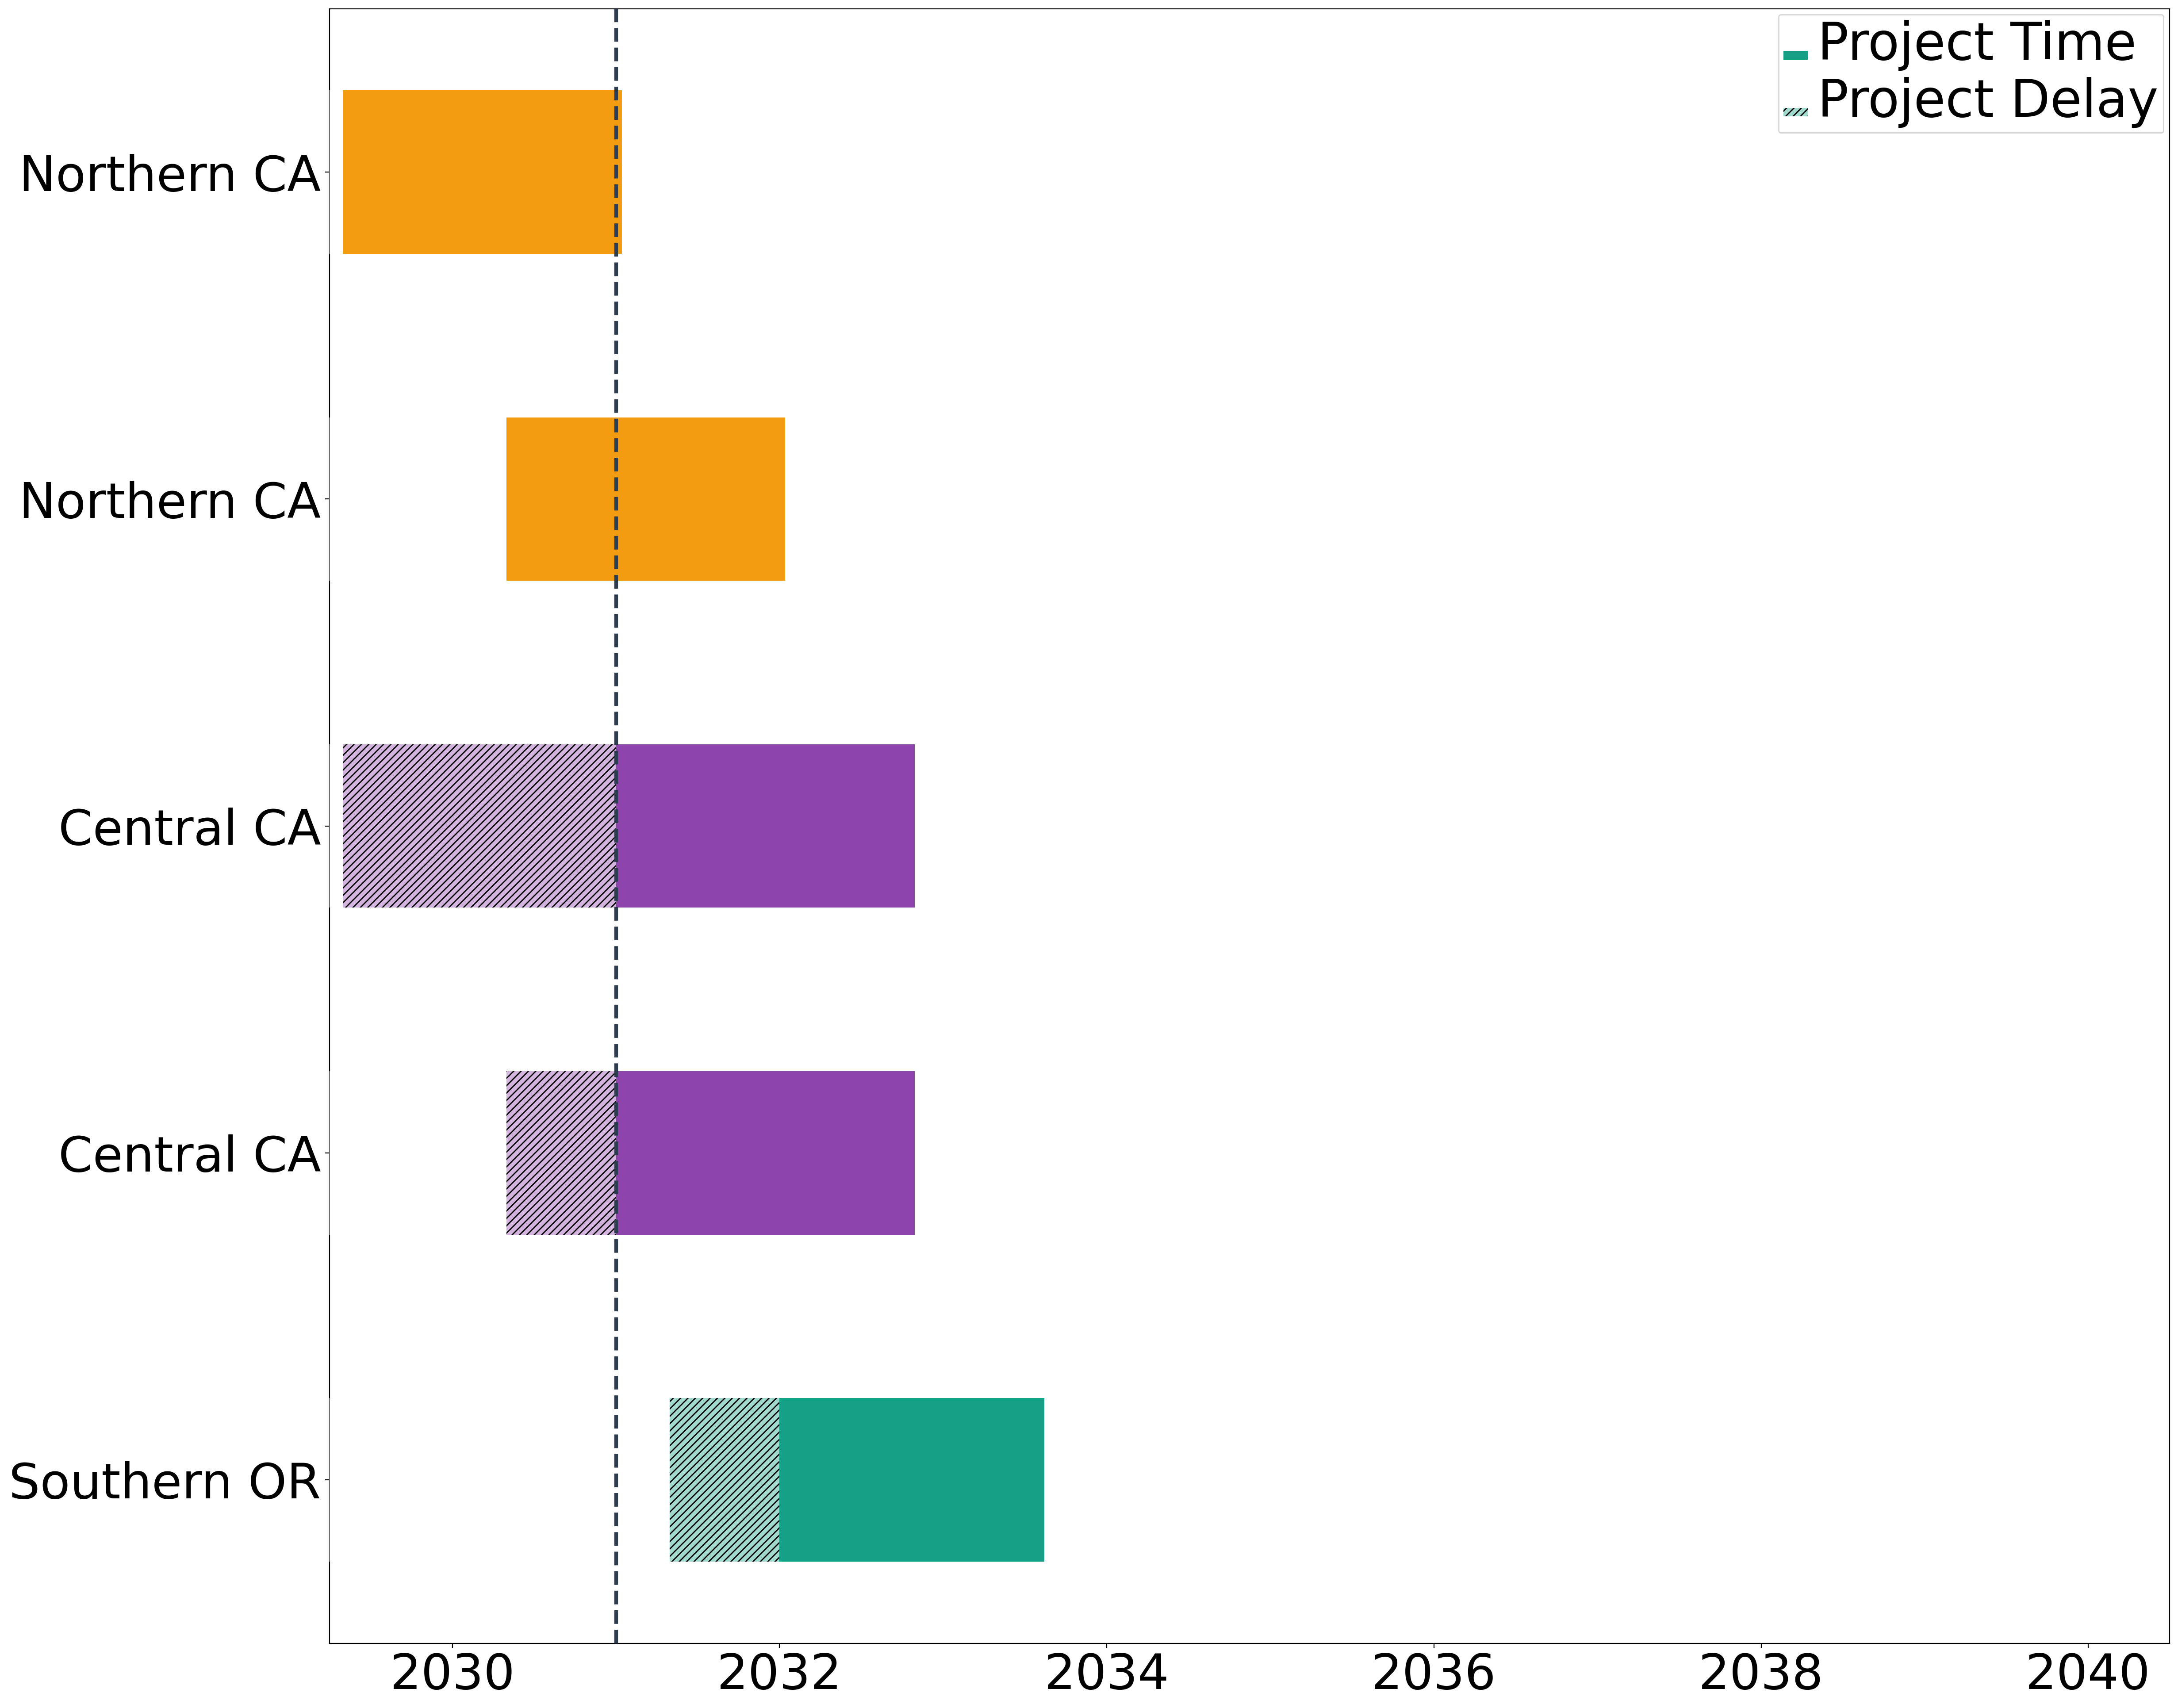 Project Time
Project Delay
Northern CA
Northern CA
Central CA
Central CA
Southern OR
2030 2032 2034 2036 2038 2040